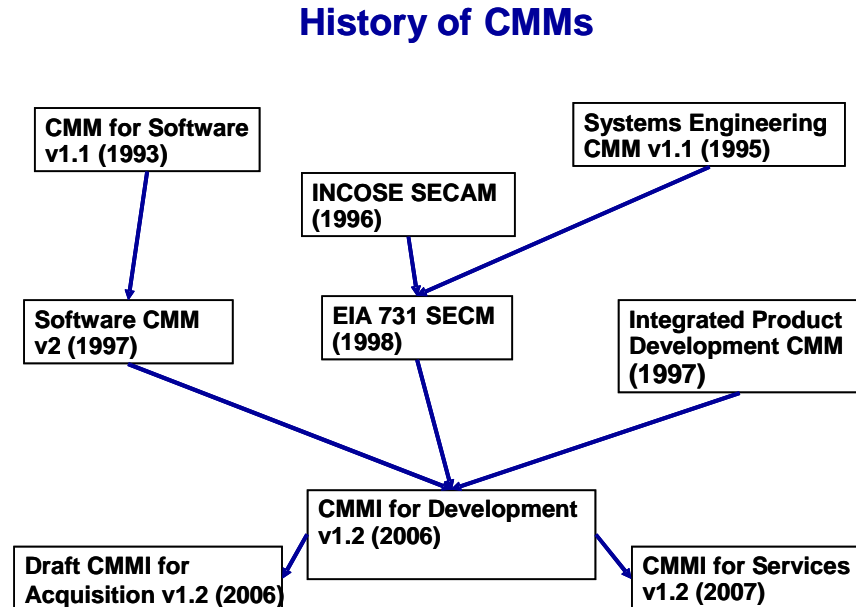 History of CMMs
CMM for Software
v1.1 (1993)
Systems Engineering
CMM v1.1 (1995)
INCOSE SECAM
(1996)
Software CMM
v2 (1997)
EIA 731 SECM
(1998)
Integrated Product
Development CMM
(1997)
CMMI for Development
v1.2 (2006)
Draft CMMI for
Acquisition v1.2 (2006)
CMMI for Services
v1.2 (2007)